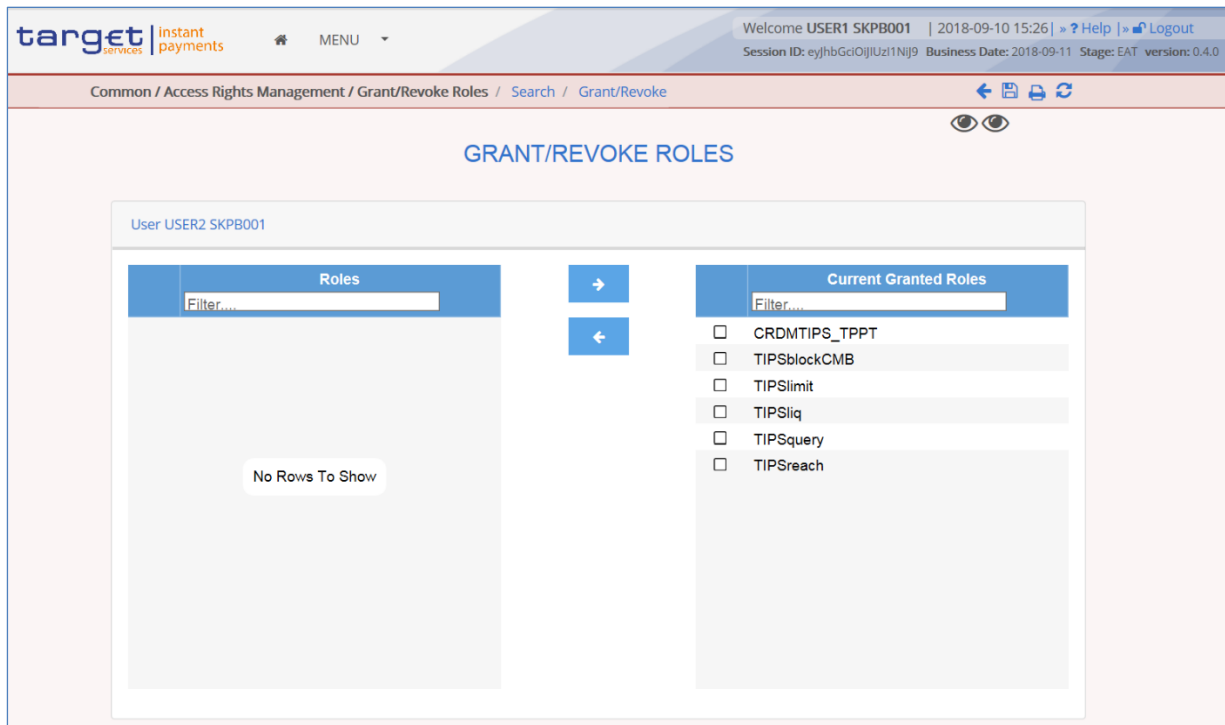 target services | instant payments
MENU
Welcome USER1 SKPB001 | 2018-09-10 15:26 | » ? Help | » Logout
Session ID: eyJhbGciOiJIUzI1NiJ9 Business Date: 2018-09-11 Stage: EAT version: 0.4.0
Common / Access Rights Management / Grant/Revoke Roles / Search / Grant/Revoke
GRANT/REVOKE ROLES
User USER2 SKPB001
Roles
Filter....
No Rows To Show
Current Granted Roles
Filter....
CRDMTIPS_TPPT
TIPSblockCMB
TIPSlimit
TIPSliq
TIPSquery
TIPSreach